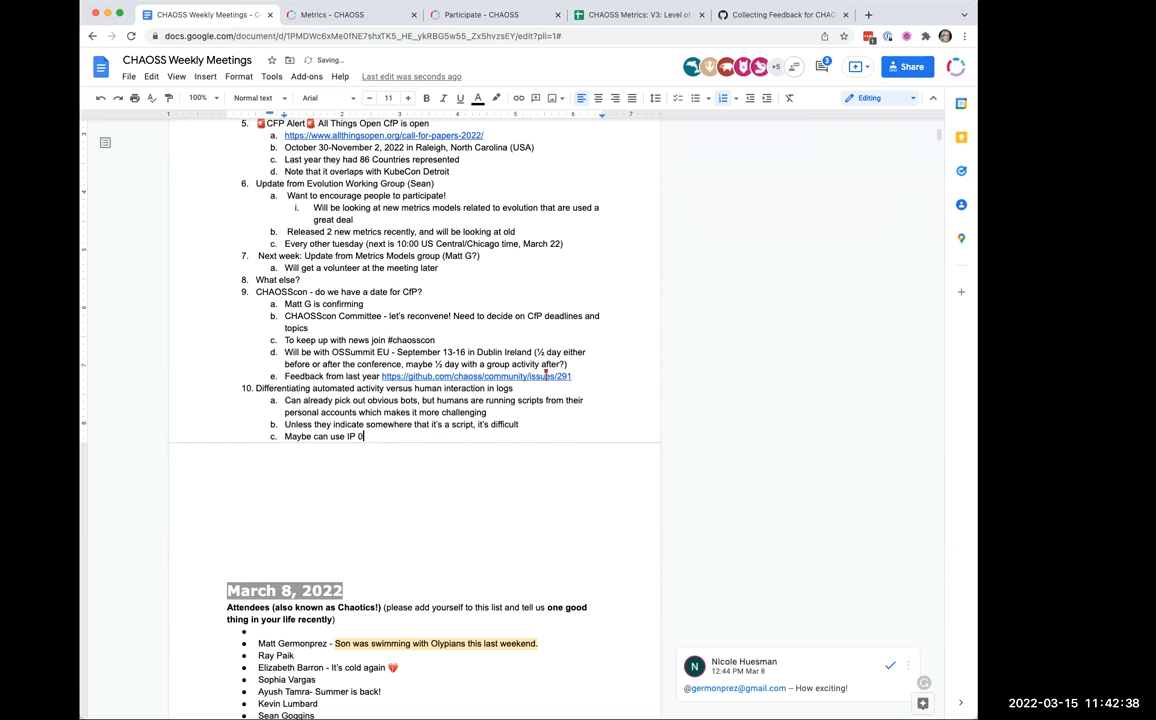 CHAOSS Weekly Meetings - G
Metrics - CHAOSS
Participate - CHAOSS
CHAOSS Metrics: V3: Level of
Collecting Feedback for CHAO
docs.google.com/document/d/1PMDWc6xMe0fNE7shxTK5_HE_ykRBG5w55_Zx5hvzsEY/edit?pli=1#
CHAOSS Weekly Meetings
Saving...
File Edit View Insert Format Tools Add-ons Help Last edit was seconds ago
+5
3
Share
100% Normal text Arial 11
Editing
5. 🚨CFP Alert🚨 All Things Open CfP is open
a. https://www.allthingsopen.org/call-for-papers-2022/
b. October 30-November 2, 2022 in Raleigh, North Carolina (USA)
c. Last year they had 86 Countries represented
d. Note that it overlaps with KubeCon Detroit
6. Update from Evolution Working Group (Sean)
a. Want to encourage people to participate!
i. Will be looking at new metrics models related to evolution that are used a
great deal
b. Released 2 new metrics recently, and will be looking at old
c. Every other tuesday (next is 10:00 US Central/Chicago time, March 22)
7. Next week: Update from Metrics Models group (Matt G?)
a. Will get a volunteer at the meeting later
8. What else?
9. CHAOSScon - do we have a date for CfP?
a. Matt G is confirming
b. CHAOSScon Committee - let's reconvene! Need to decide on CfP deadlines and
topics
c. To keep up with news join #chaosscon
d. Will be with OSSummit EU - September 13-16 in Dublin Ireland (½ day either
before or after the conference, maybe ½ day with a group activity after?)
e. Feedback from last year https://github.com/chaoss/community/issues/291
10. Differentiating automated activity versus human interaction in logs
a. Can already pick out obvious bots, but humans are running scripts from their
personal accounts which makes it more challenging
b. Unless they indicate somewhere that it's a script, it's difficult
c. Maybe can use IP 0
March 8, 2022
Attendees (also known as Chaotics!) (please add yourself to this list and tell us one good
thing in your life recently)
Matt Germonprez - Son was swimming with Olypians this last weekend.
Ray Paik
Elizabeth Barron - It's cold again 💔
Sophia Vargas
Ayush Tamra- Summer is back!
Kevin Lumbard
Sean Goggins
N
Nicole Huesman
12:44 PM Mar 8
@germonprez@gmail.com -- How exciting!
2022-03-15 11:42:38